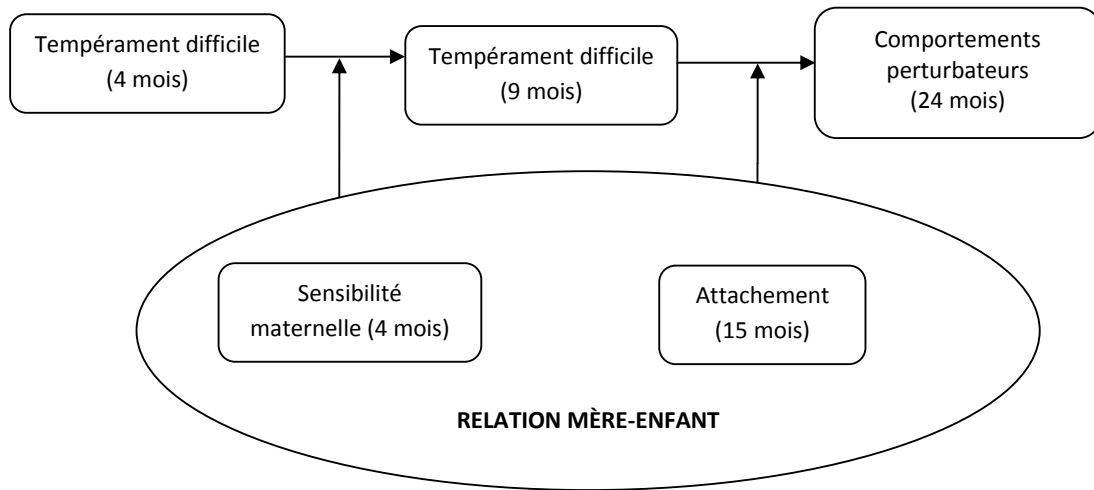 Tempérament difficile
(4 mois)
Tempérament difficile
(9 mois)
Comportements
perturbateurs
(24 mois)
Sensibilité
maternelle (4 mois)
Attachement
(15 mois)
RELATION MÈRE-ENFANT